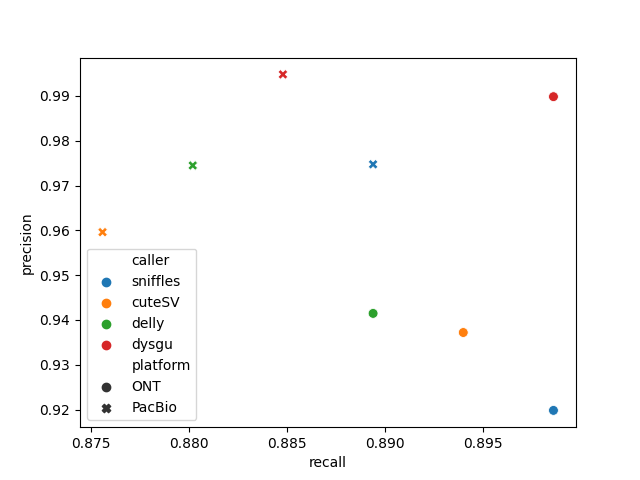 0.99
0.98
0.97
0.96
0.95
0.94
0.93
0.92
precision
caller
sniffles
cuteSV
delly
dysgu
platform
ONT
PacBio
0.875 0.880 0.885 0.890 0.895
recall